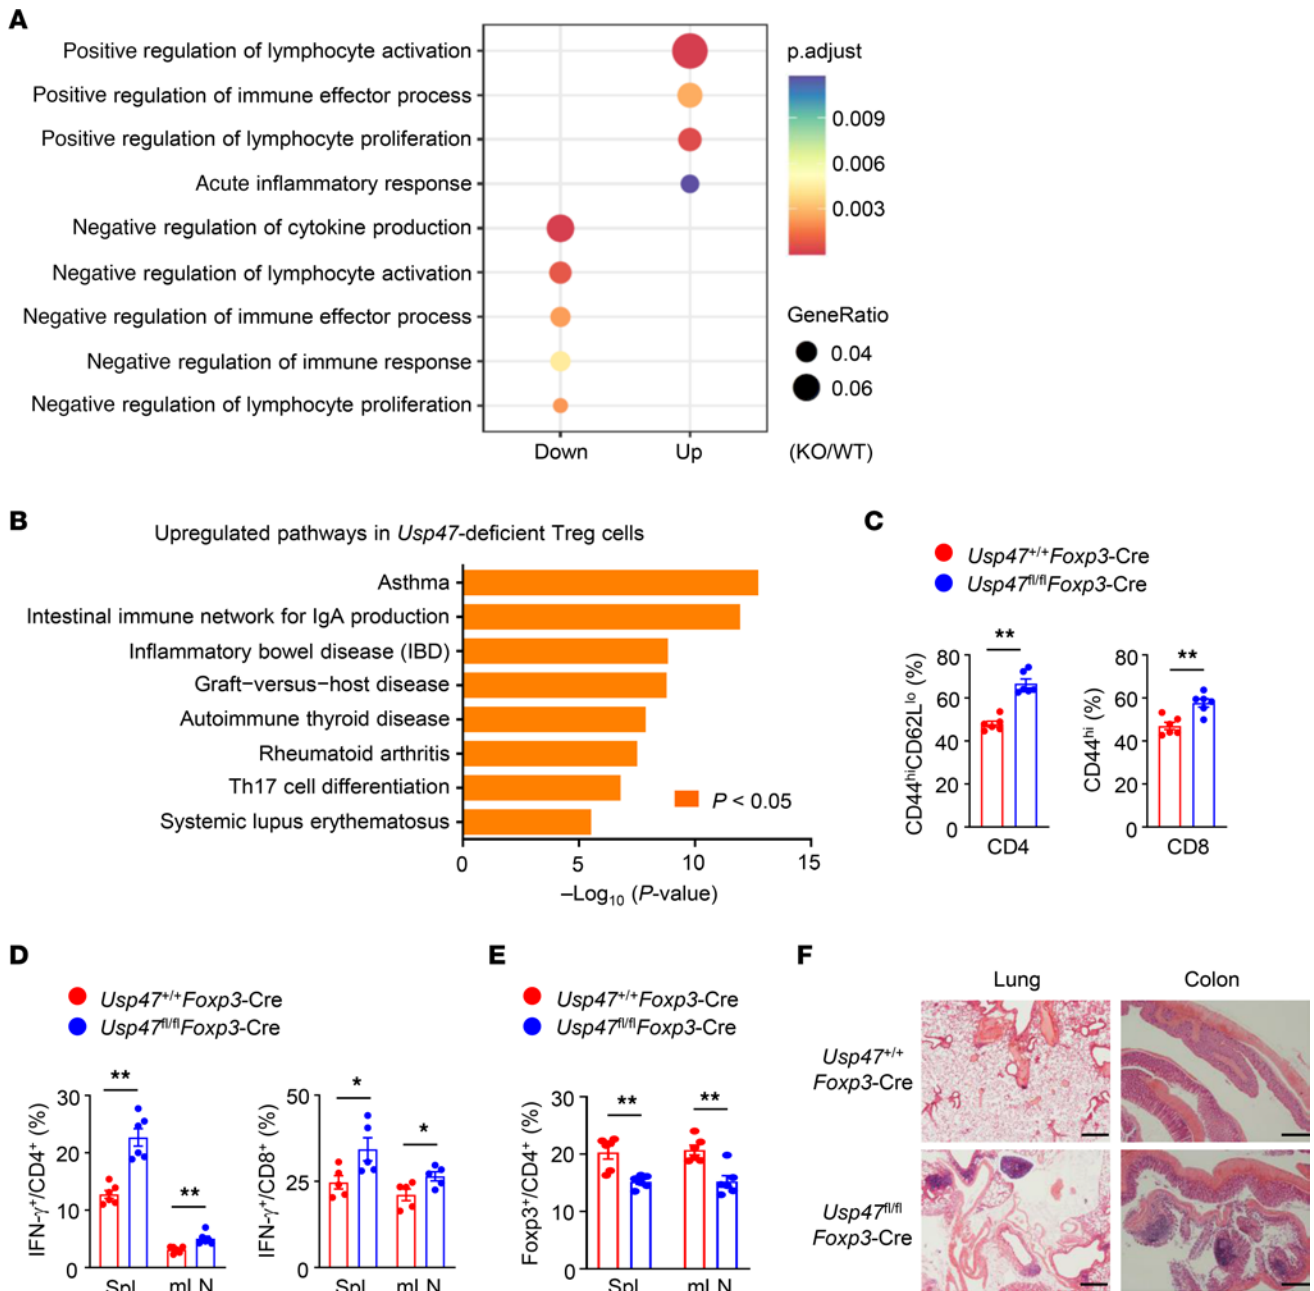 A
Positive regulation of lymphocyte activation
Positive regulation of immune effector process
Positive regulation of lymphocyte proliferation
Acute inflammatory response
Negative regulation of cytokine production
Negative regulation of lymphocyte activation
Negative regulation of immune effector process
Negative regulation of immune response
Negative regulation of lymphocyte proliferation
Down Up (KO/WT)
p.adjust
0.009
0.006
0.003
GeneRatio
0.04
0.06
B
Upregulated pathways in Usp47-deficient Treg cells
Asthma
Intestinal immune network for IgA production
Inflammatory bowel disease (IBD)
Graft−versus−host disease
Autoimmune thyroid disease
Rheumatoid arthritis
Th17 cell differentiation
Systemic lupus erythematosus
P < 0.05
0 5 10 15
–Log₁₀ (P-value)
C
Usp47⁺/⁺Foxp3-Cre
Usp47ᶠˡ/ᶠˡFoxp3-Cre
CD44ʰⁱCD62Lˡᵒ (%)
80
60
40
20
0
**
CD4
CD44ʰⁱ (%)
80
60
40
20
0
**
CD8
D
Usp47⁺/⁺Foxp3-Cre
Usp47ᶠˡ/ᶠˡFoxp3-Cre
IFN-γ⁺/CD4⁺ (%)
30
20
10
0
**
**
Spl mLN
IFN-γ⁺/CD8⁺ (%)
50
25
0
*
*
Spl mLN
E
Usp47⁺/⁺Foxp3-Cre
Usp47ᶠˡ/ᶠˡFoxp3-Cre
Foxp3⁺/CD4⁺ (%)
30
20
10
0
** **
Spl mLN
F
Lung Colon
Usp47⁺/⁺
Foxp3-Cre
Usp47ᶠˡ/ᶠˡ
Foxp3-Cre